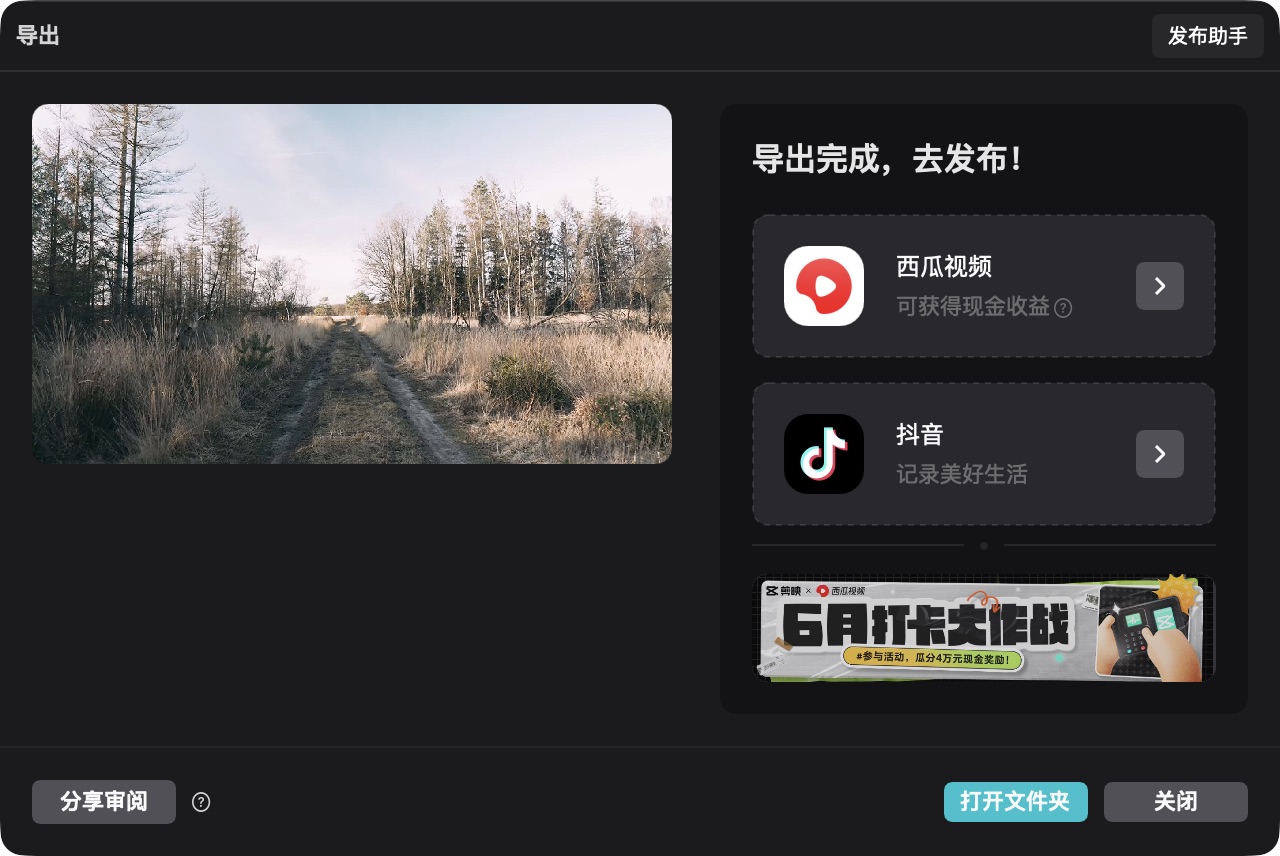 导出
发布助手
导出完成，去发布！
西瓜视频
可获得现金收益
抖音
记录美好生活
剪映 × 西瓜视频
6月打卡大作战
#参与活动，瓜分4万元现金奖励！
分享审阅
打开文件夹
关闭